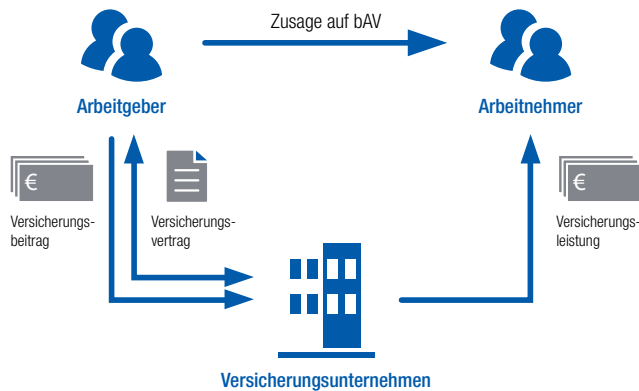 Zusage auf bAV
Arbeitgeber
Arbeitnehmer
€
Versicherungs-
beitrag
Versicherungs-
vertrag
€
Versicherungs-
leistung
Versicherungsunternehmen